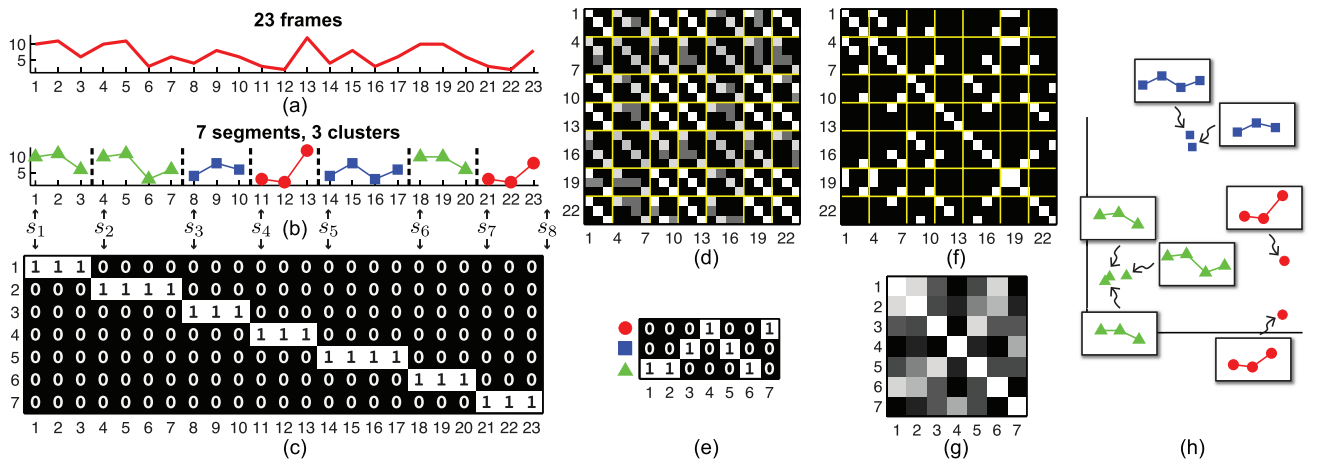 23 frames
10
5
1 2 3 4 5 6 7 8 9 10 11 12 13 14 15 16 17 18 19 20 21 22 23
(a)
7 segments, 3 clusters
10
5
1 2 3 4 5 6 7 8 9 10 11 12 13 14 15 16 17 18 19 20 21 22 23
(b)
s1 s2 s3 s4 s5 s6 s7 s8
1 1 1 1 0 0 0 0 0 0 0 0 0 0 0 0 0 0 0 0 0 0 0 0
2 0 0 0 1 1 1 1 0 0 0 0 0 0 0 0 0 0 0 0 0 0 0 0
3 0 0 0 0 0 0 0 1 1 1 0 0 0 0 0 0 0 0 0 0 0 0 0
4 0 0 0 0 0 0 0 0 0 0 1 1 1 0 0 0 0 0 0 0 0 0 0
5 0 0 0 0 0 0 0 0 0 0 0 0 0 1 1 1 1 0 0 0 0 0 0
6 0 0 0 0 0 0 0 0 0 0 0 0 0 0 0 0 0 1 1 1 0 0 0
7 0 0 0 0 0 0 0 0 0 0 0 0 0 0 0 0 0 0 0 0 1 1 1
1 2 3 4 5 6 7 8 9 10 11 12 13 14 15 16 17 18 19 20 21 22 23
(c)
1
4
7
10
13
16
19
22
1 4 7 10 13 16 19 22
(d)
0 0 0 1 0 0 1
0 0 1 0 1 0 0
1 1 0 0 0 1 0
1 2 3 4 5 6 7
(e)
1
4
7
10
13
16
19
22
1 4 7 10 13 16 19 22
(f)
1
2
3
4
5
6
7
1 2 3 4 5 6 7
(g)
(h)